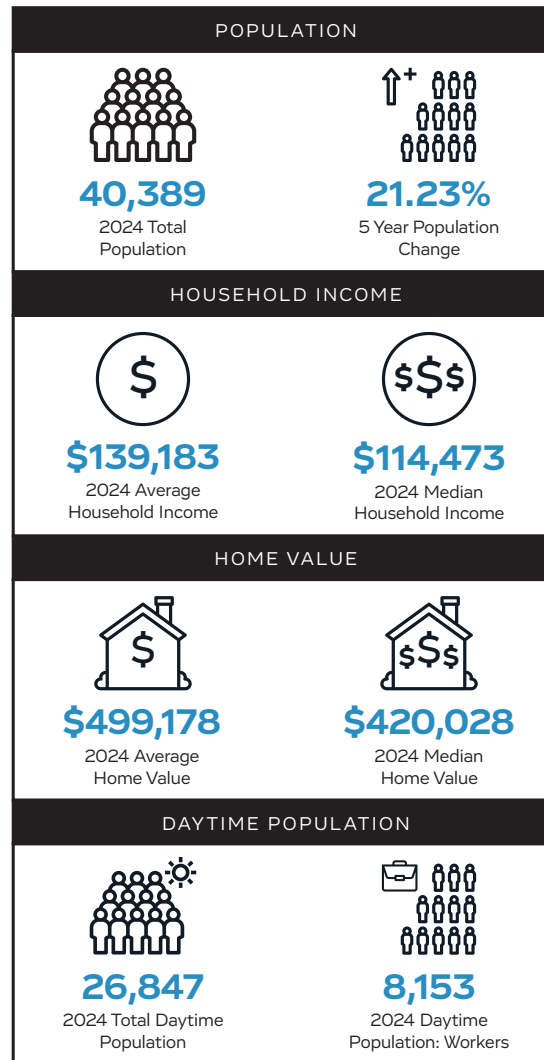 POPULATION
40,389
2024 Total
Population
21.23%
5 Year Population
Change
HOUSEHOLD INCOME
$
$139,183
2024 Average
Household Income
$$$
$114,473
2024 Median
Household Income
HOME VALUE
$
$499,178
2024 Average
Home Value
$$$
$420,028
2024 Median
Home Value
DAYTIME POPULATION
26,847
2024 Total Daytime
Population
8,153
2024 Daytime
Population: Workers